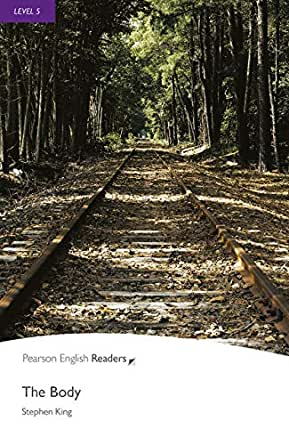 LEVEL 5
Pearson English Readers
The Body
Stephen King